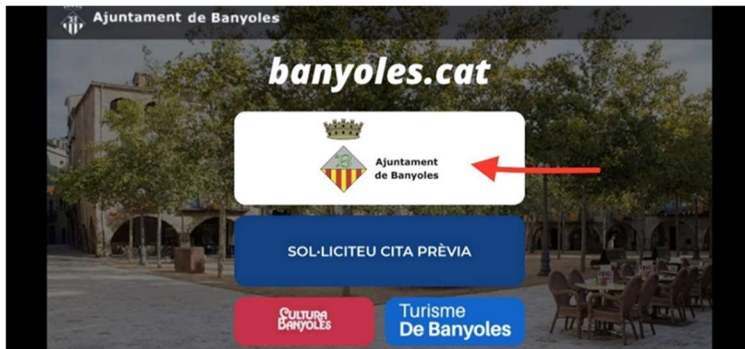 Ajuntament de Banyoles
banyoles.cat
Ajuntament
de Banyoles
SOL·LICITEU CITA PRÈVIA
CULTURA
BANYOLES
Turisme
De Banyoles